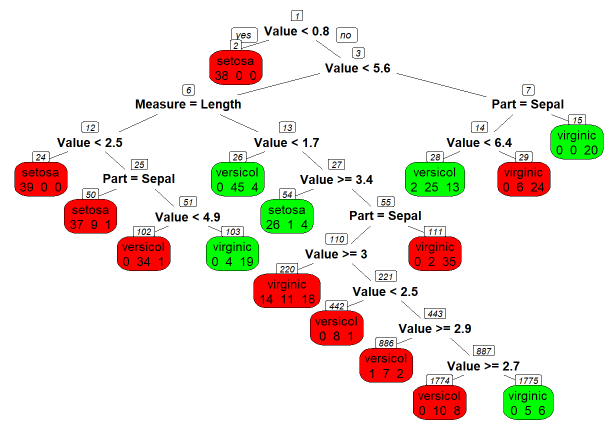 1
Value < 0.8
yes
no
2
setosa
38 0 0
3
Value < 5.6
6
Measure = Length
7
Part = Sepal
12
Value < 2.5
13
Value < 1.7
14
Value < 6.4
15
virginic
0 0 20
24
setosa
39 0 0
25
Part = Sepal
26
versicol
0 45 4
27
Value >= 3.4
28
versicol
2 25 13
29
virginic
0 6 24
50
setosa
37 9 1
51
Value < 4.9
54
setosa
26 1 4
55
Part = Sepal
102
versicol
0 34 1
103
virginic
0 4 19
110
Value >= 3
111
virginic
0 2 35
220
virginic
14 11 18
221
Value < 2.5
442
versicol
0 8 1
443
Value >= 2.9
886
versicol
1 7 2
887
Value >= 2.7
1774
versicol
0 10 8
1775
virginic
0 5 6